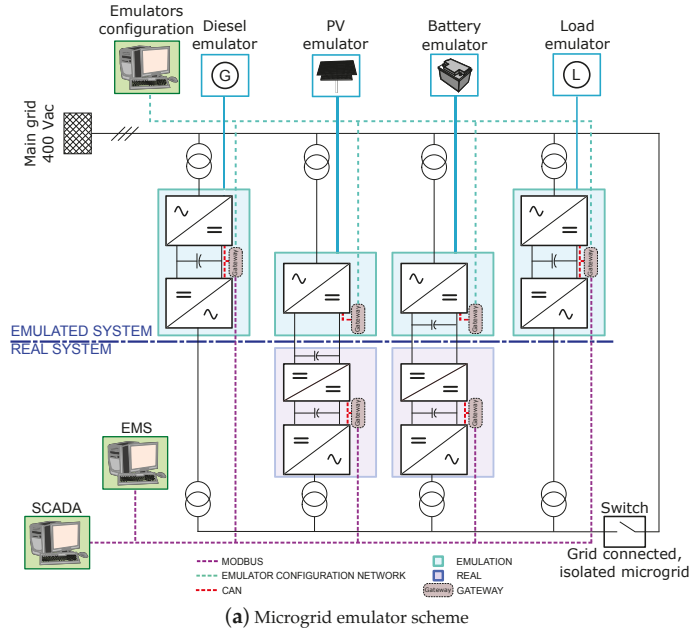 Emulators
configuration
Diesel
emulator
PV
emulator
Battery
emulator
Load
emulator
G
L
Main grid
400 Vac
Gateway
Gateway
Gateway
Gateway
EMULATED SYSTEM
REAL SYSTEM
Gateway
Gateway
EMS
SCADA
Switch
Grid connected,
isolated microgrid
MODBUS
EMULATOR CONFIGURATION NETWORK
CAN
EMULATION
REAL
Gateway
GATEWAY
(a) Microgrid emulator scheme